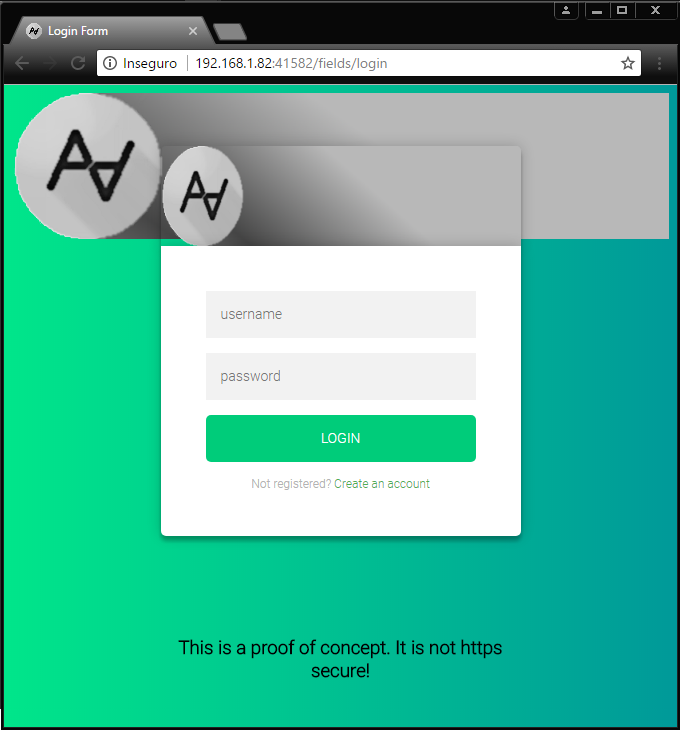 Login Form
Inseguro 192.168.1.82:41582/fields/login
username
password
LOGIN
Not registered? Create an account
This is a proof of concept. It is not https
secure!